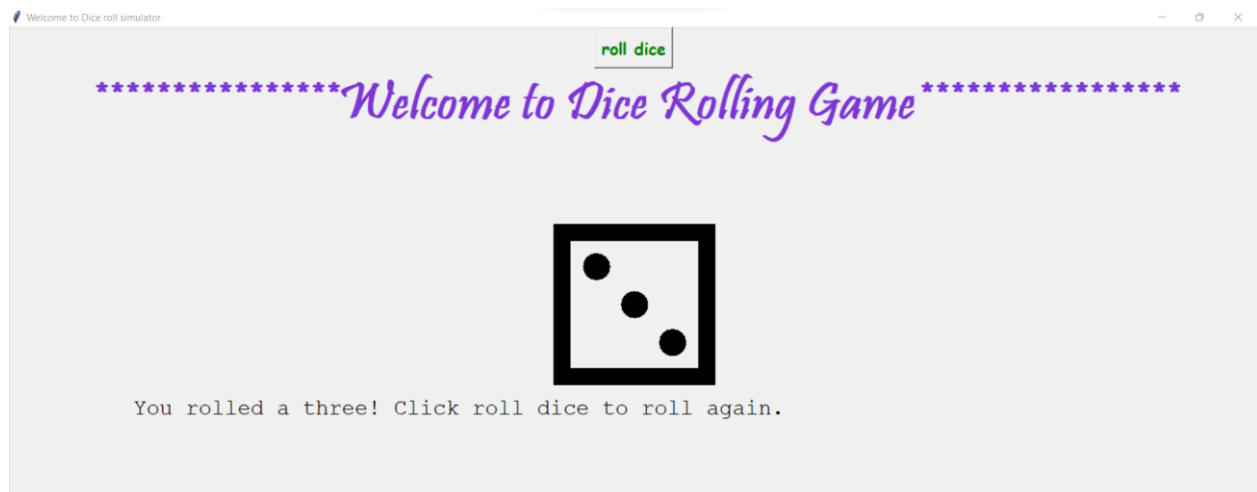 Welcome to Dice roll simulator
roll dice
****************Welcome to Dice Rolling Game*****************
You rolled a three! Click roll dice to roll again.